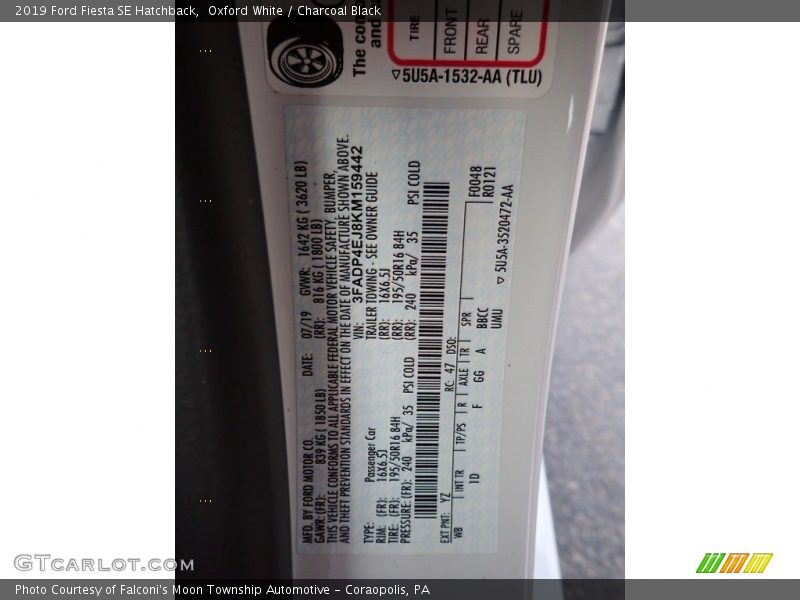 2019 Ford Fiesta SE Hatchback,  Oxford White / Charcoal Black
The con
and
TIRE
FRONT
REAR
SPARE
5U5A-1532-AA (TLU)
MFD. BY FORD MOTOR CO.
DATE: 07/19 GVWR: 1642 KG ( 3620 LB)
GAWR: (FR): 839 KG ( 1850 LB) (RR): 816 KG ( 1800 LB)
THIS VEHICLE CONFORMS TO ALL APPLICABLE FEDERAL MOTOR VEHICLE SAFETY, BUMPER,
AND THEFT PREVENTION STANDARDS IN EFFECT ON THE DATE OF MANUFACTURE SHOWN ABOVE.
VIN: 3FADP4EJ8KM159442
TYPE: Passenger Car TRAILER TOWING - SEE OWNER GUIDE
RIM: (FR): 16X6.5J (RR): 16X6.5J
TIRE: (FR): 195/50R16 84H (RR): 195/50R16 84H
PRESSURE: (FR): 240 kPa/ 35 PSI COLD (RR): 240 kPa/ 35 PSI COLD
EXT PNT: YZ RC: 47 DSO:
WB INT TR TP/PS R AXLE TR SPR
1D F GG A BBCC
UMU
F0048
R0121
5U5A-3520472-AA
GTCarLot.com™
Photo Courtesy of Falconi's Moon Township Automotive - Coraopolis, PA